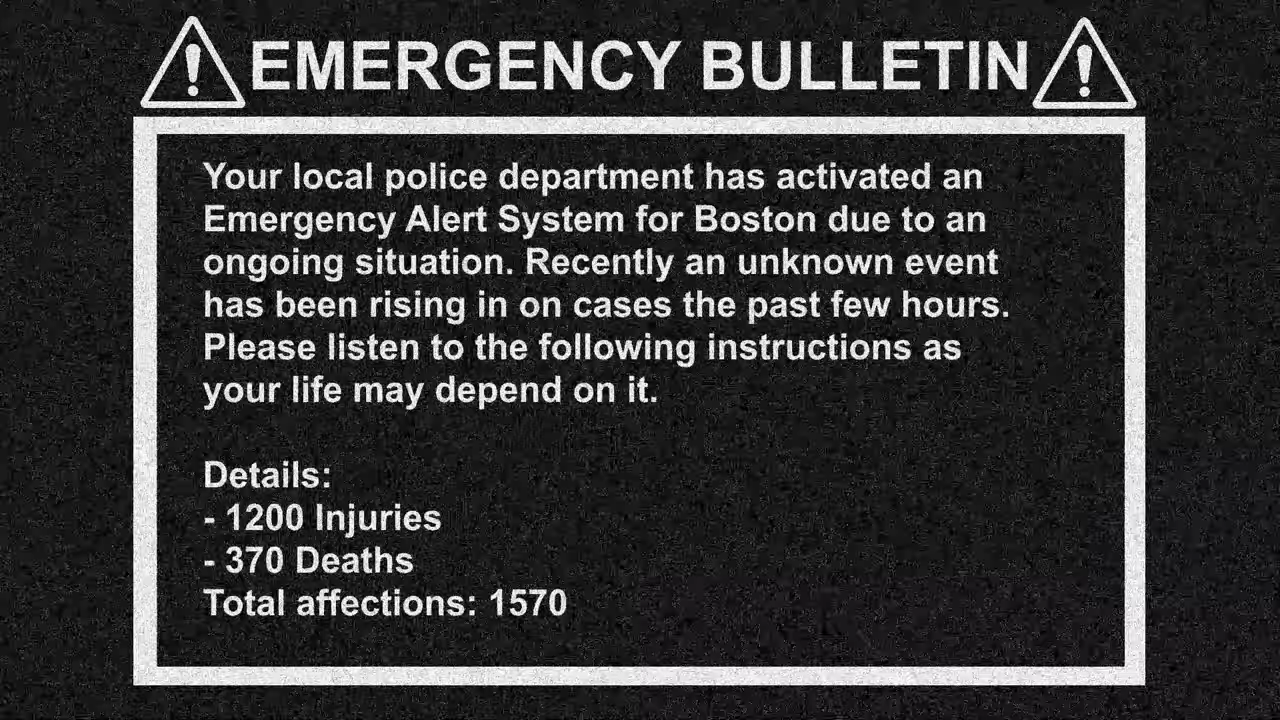 EMERGENCY BULLETIN
Your local police department has activated an
Emergency Alert System for Boston due to an
ongoing situation. Recently an unknown event
has been rising in on cases the past few hours.
Please listen to the following instructions as
your life may depend on it.
Details:
- 1200 Injuries
- 370 Deaths
Total affections: 1570